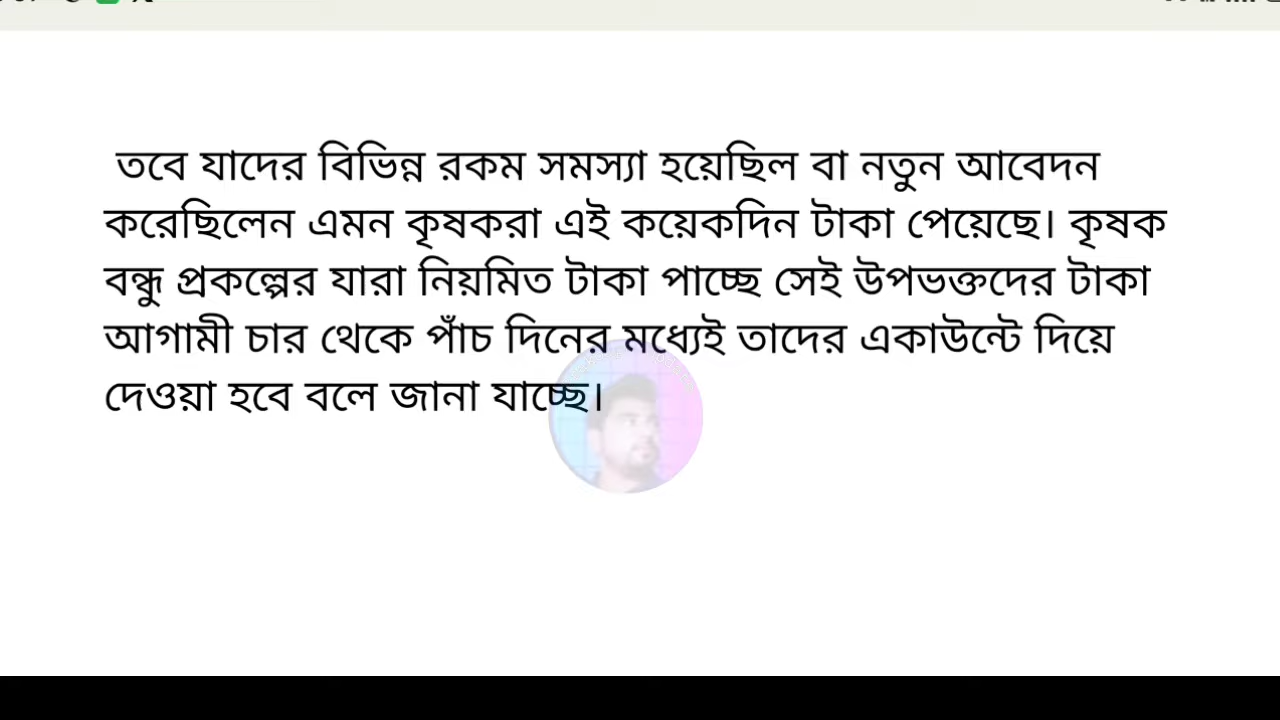 তবে যাদের বিভিন্ন রকম সমস্যা হয়েছিল বা নতুন আবেদন
করেছিলেন এমন কৃষকরা এই কয়েকদিন টাকা পেয়েছে। কৃষক
বন্ধু প্রকল্পের যারা নিয়মিত টাকা পাচ্ছে সেই উপভক্তদের টাকা
আগামী চার থেকে পাঁচ দিনের মধ্যেই তাদের একাউন্টে দিয়ে
দেওয়া হবে বলে জানা যাচ্ছে।